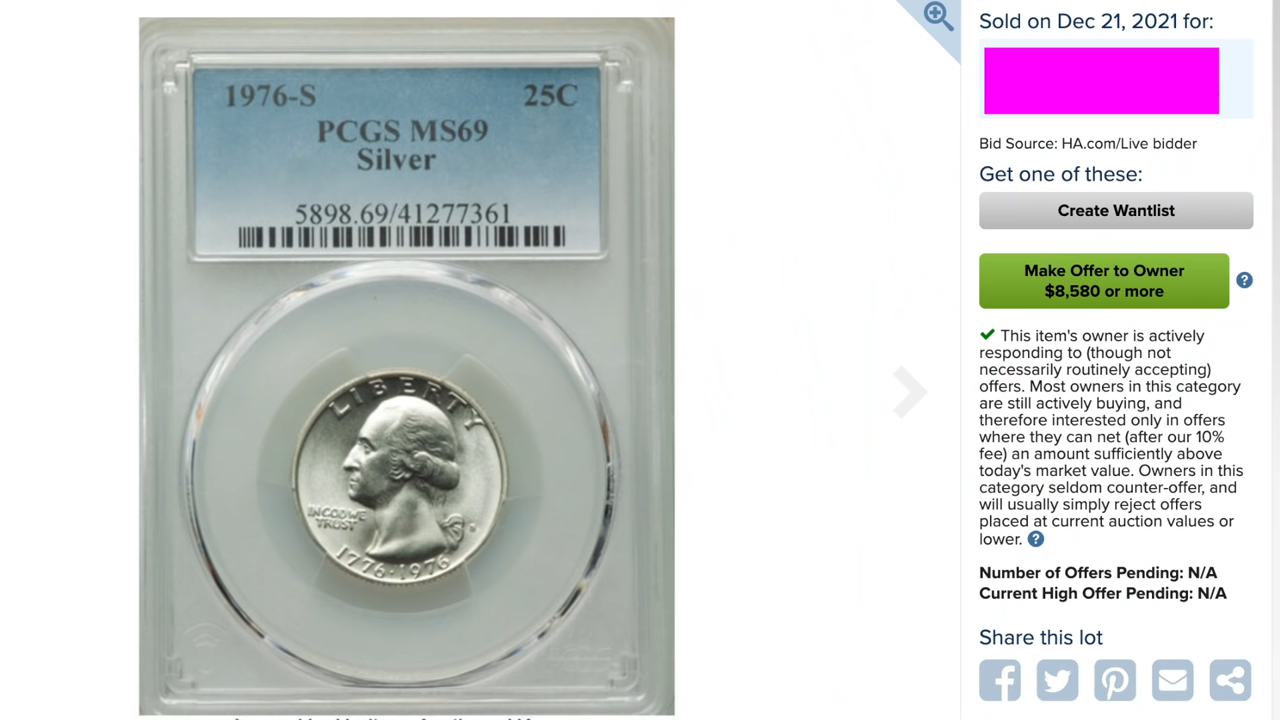 1976-S 25C
PCGS MS69
Silver
5898.69/41277361
LIBERTY
IN GOD WE
TRUST
S
1776·1976
Sold on Dec 21, 2021 for:
Bid Source: HA.com/Live bidder
Get one of these:
Create Wantlist
Make Offer to Owner
$8,580 or more
?
This item's owner is actively
responding to (though not
necessarily routinely accepting)
offers. Most owners in this category
are still actively buying, and
therefore interested only in offers
where they can net (after our 10%
fee) an amount sufficiently above
today's market value. Owners in this
category seldom counter-offer, and
will usually simply reject offers
placed at current auction values or
lower. ?
Number of Offers Pending: N/A
Current High Offer Pending: N/A
Share this lot